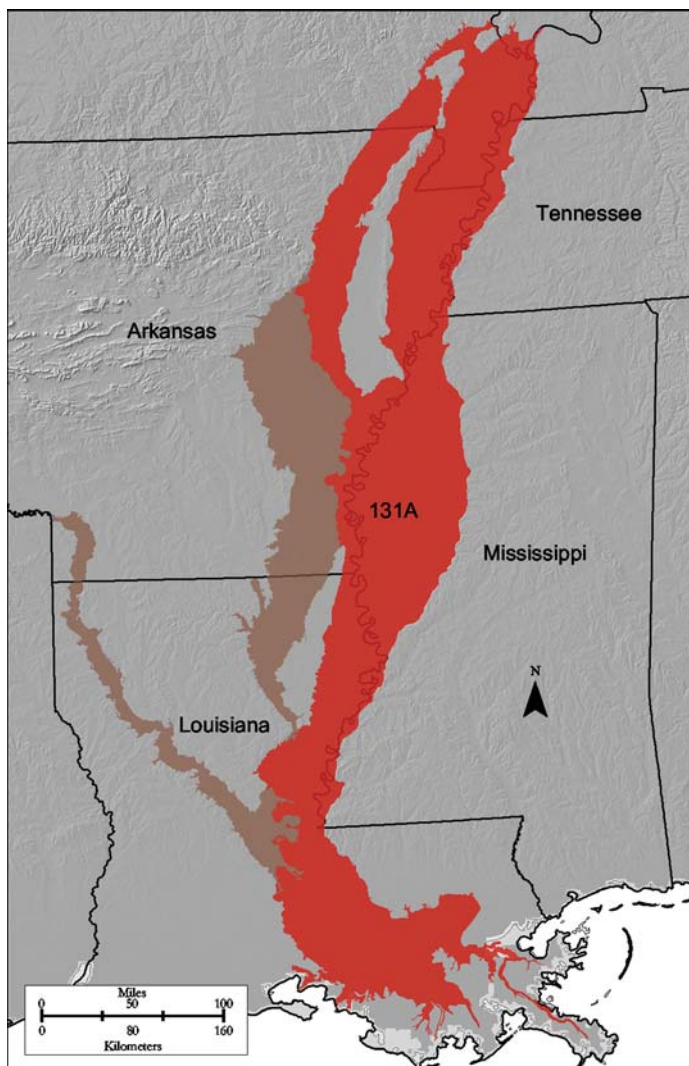 Tennessee
Arkansas
131A
Mississippi
N
Louisiana
Miles
0 50 100
0 80 160
Kilometers